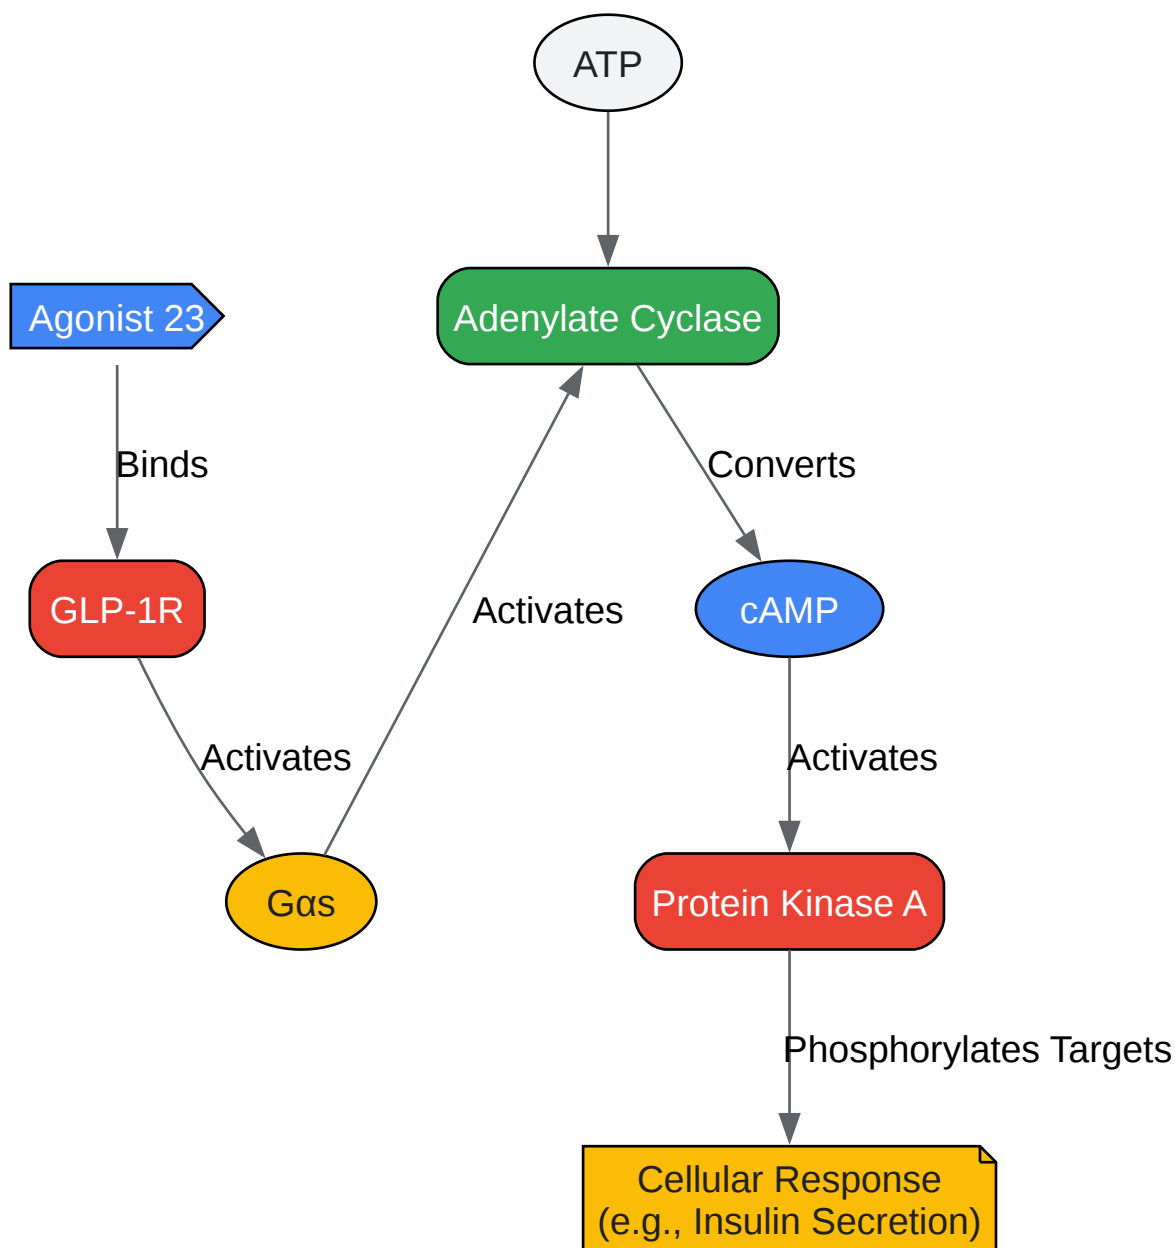 ATP
Agonist 23
Adenylate Cyclase
Binds
Converts
GLP-1R
Activates
cAMP
Activates
Activates
Gαs
Protein Kinase A
Phosphorylates Targets
Cellular Response
(e.g., Insulin Secretion)